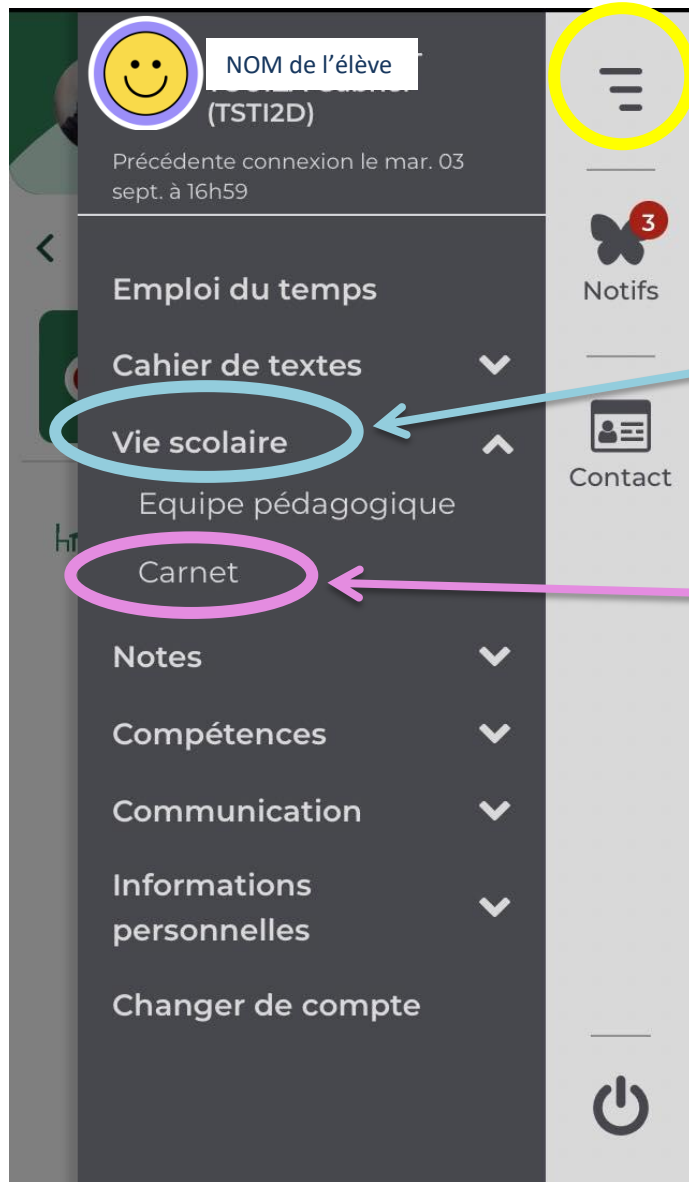 NOM de l'élève
(TSTI2D)
Précédente connexion le mar. 03
sept. à 16h59
Emploi du temps
Cahier de textes
Vie scolaire
Equipe pédagogique
Carnet
Notes
Compétences
Communication
Informations
personnelles
Changer de compte
3
Notifs
Contact